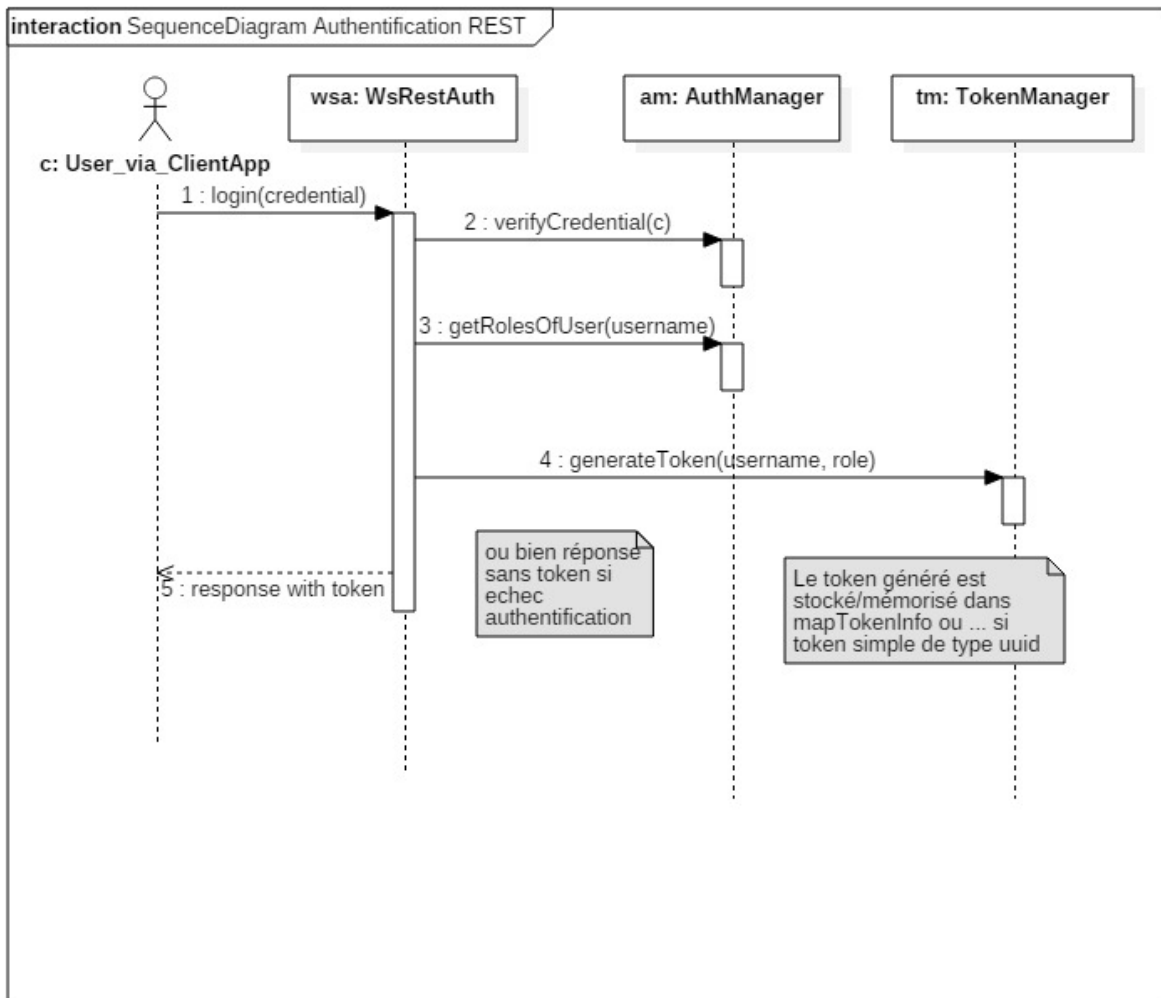 interaction SequenceDiagram Authentification REST
wsa: WsRestAuth
am: AuthManager
tm: TokenManager
c: User_via_ClientApp
1 : login(credential)
2 : verifyCredential(c)
3 : getRolesOfUser(username)
4 : generateToken(username, role)
5 : response with token
ou bien réponse
sans token si
echec
authentification
Le token généré est
stocké/mémorisé dans
mapTokenInfo ou ... si
token simple de type uuid